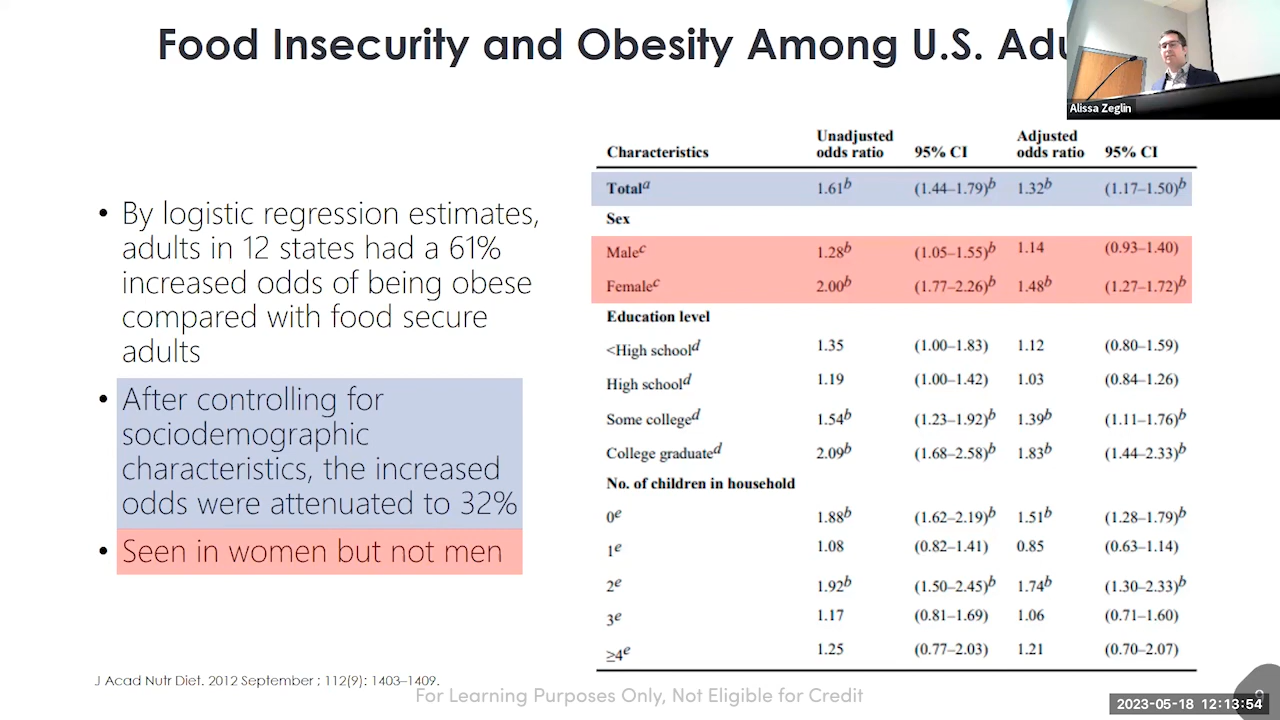 Food Insecurity and Obesity Among U.S. Adu
Alissa Zeglin
• By logistic regression estimates,
adults in 12 states had a 61%
increased odds of being obese
compared with food secure
adults
• After controlling for
sociodemographic
characteristics, the increased
odds were attenuated to 32%
• Seen in women but not men
Unadjusted Adjusted
Characteristics odds ratio 95% CI odds ratio 95% CI
Totala 1.61b (1.44–1.79)b 1.32b (1.17–1.50)b
Sex
Malec 1.28b (1.05–1.55)b 1.14 (0.93–1.40)
Femalec 2.00b (1.77–2.26)b 1.48b (1.27–1.72)b
Education level
<High schoold 1.35 (1.00–1.83) 1.12 (0.80–1.59)
High schoold 1.19 (1.00–1.42) 1.03 (0.84–1.26)
Some colleged 1.54b (1.23–1.92)b 1.39b (1.11–1.76)b
College graduated 2.09b (1.68–2.58)b 1.83b (1.44–2.33)b
No. of children in household
0e 1.88b (1.62–2.19)b 1.51b (1.28–1.79)b
1e 1.08 (0.82–1.41) 0.85 (0.63–1.14)
2e 1.92b (1.50–2.45)b 1.74b (1.30–2.33)b
3e 1.17 (0.81–1.69) 1.06 (0.71–1.60)
≥4e 1.25 (0.77–2.03) 1.21 (0.70–2.07)
J Acad Nutr Diet. 2012 September ; 112(9): 1403–1409.
For Learning Purposes Only, Not Eligible for Credit
9
2023-05-18 12:13:54